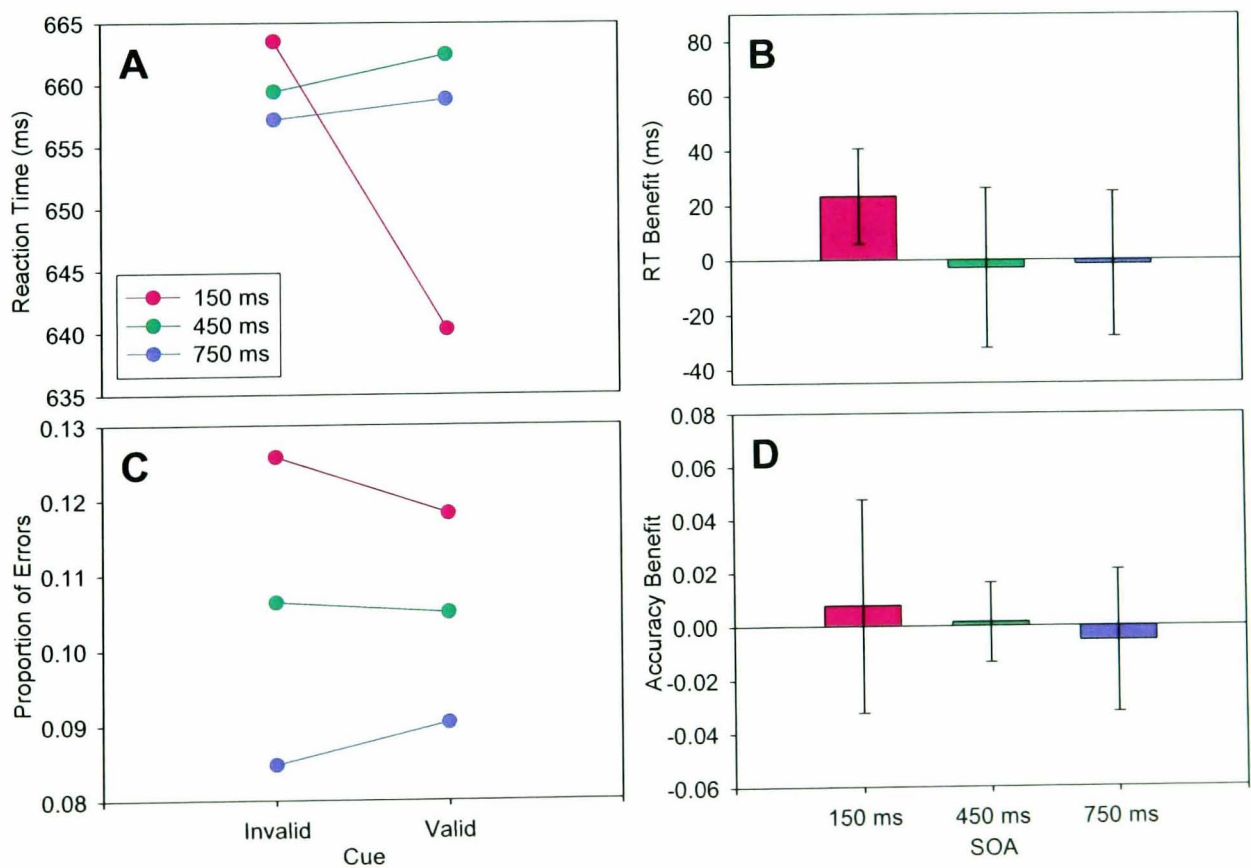 A
Reaction Time (ms)
665
660
655
650
645
640
635
150 ms
450 ms
750 ms
B
RT Benefit (ms)
80
60
40
20
0
-20
-40
C
Proportion of Errors
0.13
0.12
0.11
0.10
0.09
0.08
Invalid
Valid
Cue
D
Accuracy Benefit
0.08
0.06
0.04
0.02
0.00
-0.02
-0.04
-0.06
150 ms
450 ms
750 ms
SOA